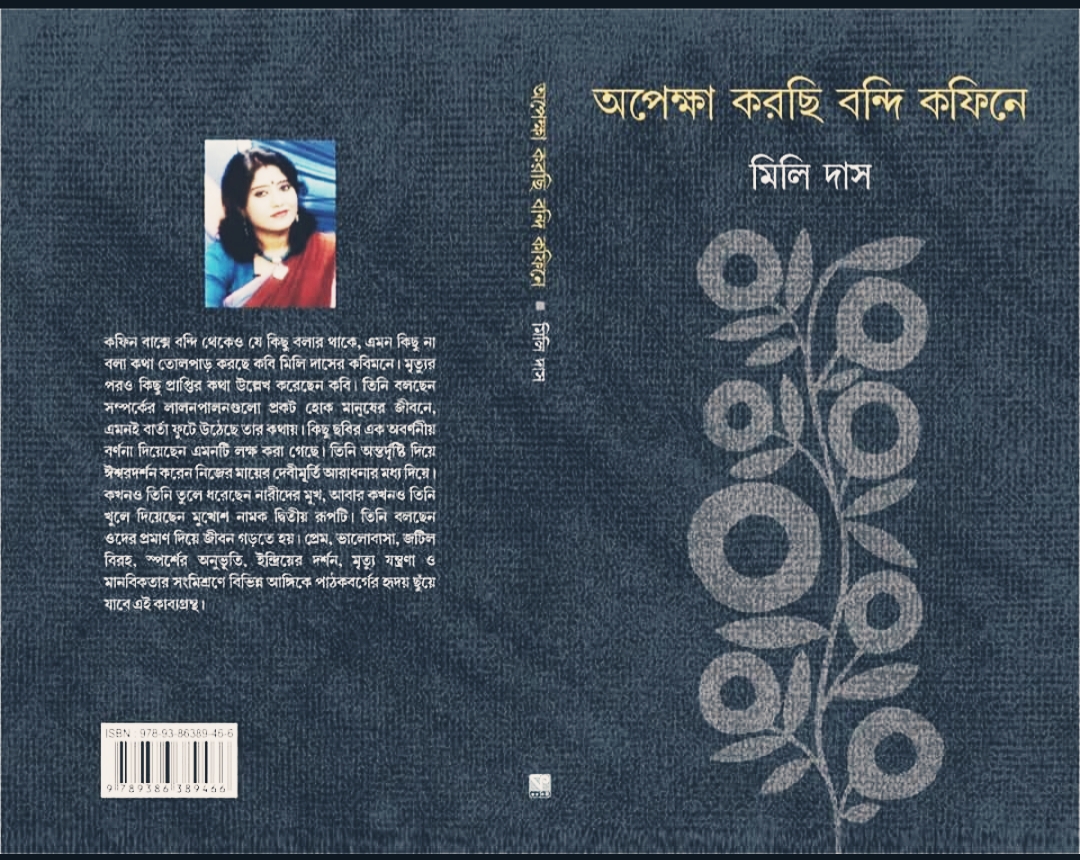 অপেক্ষা করছি বন্দি কফিনে
মিলি দাস
অপেক্ষা করছি বন্দি কফিনে ■ মিলি দাস
কফিন বাক্সে বন্দি থেকেও যে কিছু বলার থাকে, এমন কিছু না
বলা কথা তোলপাড় করছে কবি মিলি দাসের কবিমনে। মৃত্যুর
পরও কিছু প্রাপ্তির কথা উল্লেখ করেছেন কবি। তিনি বলছেন
সম্পর্কের লালনপালনগুলো প্রকট হোক মানুষের জীবনে,
এমনই বার্তা ফুটে উঠেছে তার কথায়। কিছু ছবির এক অবর্ণনীয়
বর্ণনা দিয়েছেন এমনটি লক্ষ করা গেছে। তিনি অন্তর্দৃষ্টি দিয়ে
ঈশ্বরদর্শন করেন নিজের মায়ের দেবীমূর্তি আরাধনার মধ্য দিয়ে।
কখনও তিনি তুলে ধরেছেন নারীদের মুখ, আবার কখনও তিনি
খুলে দিয়েছেন মুখোশ নামক দ্বিতীয় রূপটি। তিনি বলছেন
ওদের প্রমাণ দিয়ে জীবন গড়তে হয়। প্রেম, ভালোবাসা, জটিল
বিরহ, স্পর্শের অনুভূতি, ইন্দ্রিয়ের দর্শন, মৃত্যু যন্ত্রণা ও
মানবিকতার সংমিশ্রণে বিভিন্ন আঙ্গিকে পাঠকবর্গের হৃদয় ছুঁয়ে
যাবে এই কাব্যগ্রন্থ।
ISBN : 978-93-86389-46-6
9 789386 389466